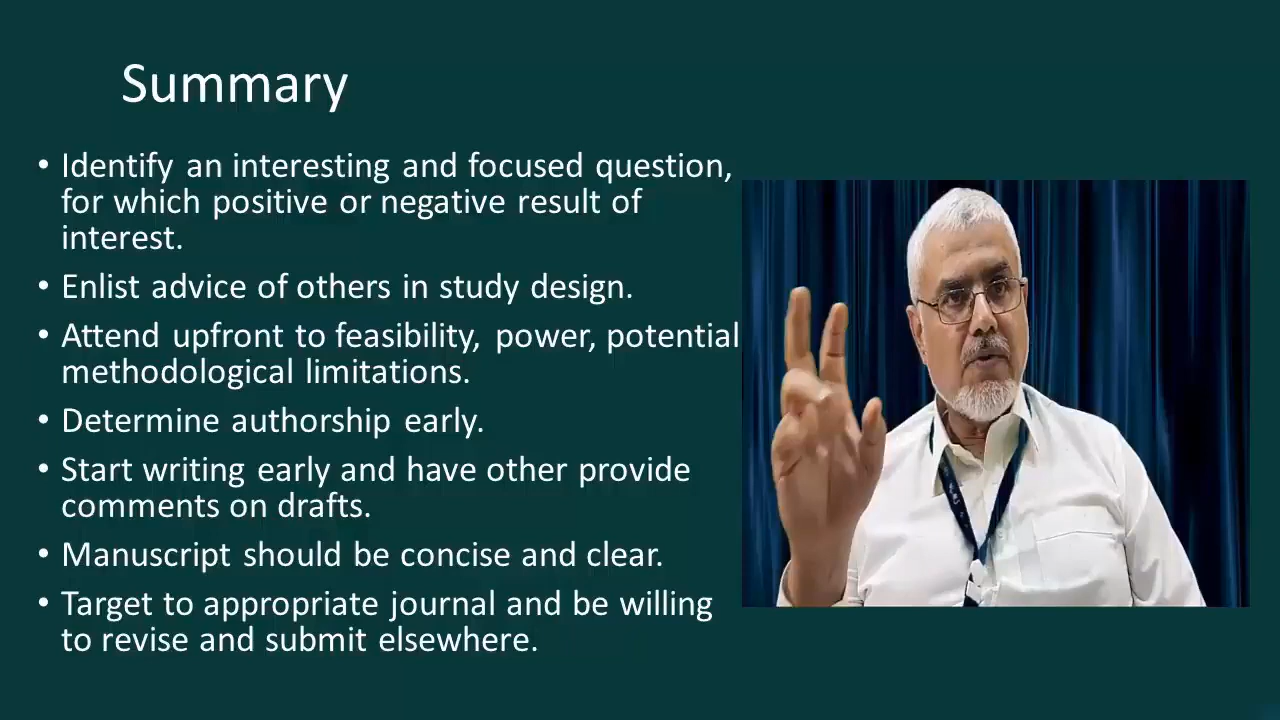 Summary
• Identify an interesting and focused question,
for which positive or negative result of
interest.
• Enlist advice of others in study design.
• Attend upfront to feasibility, power, potential
methodological limitations.
• Determine authorship early.
• Start writing early and have other provide
comments on drafts.
• Manuscript should be concise and clear.
• Target to appropriate journal and be willing
to revise and submit elsewhere.